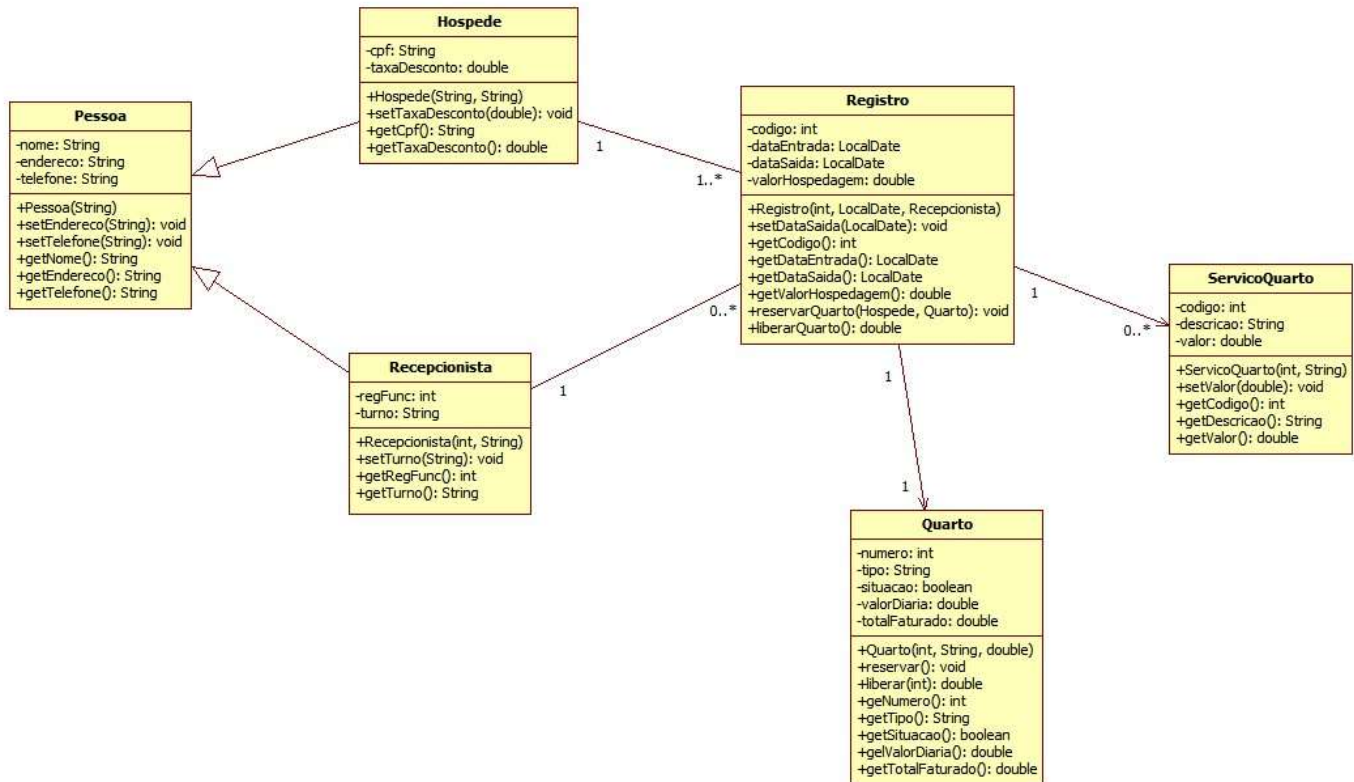 Hospede
-cpf: String
-taxaDesconto: double
+Hospede(String, String)
+setTaxaDesconto(double): void
+getCpf(): String
+getTaxaDesconto(): double
Pessoa
-nome: String
-endereco: String
-telefone: String
+Pessoa(String)
+setEndereco(String): void
+setTelefone(String): void
+getNome(): String
+getEndereco(): String
+getTelefone(): String
1
1..*
Registro
-codigo: int
-dataEntrada: LocalDate
-dataSaida: LocalDate
-valorHospedagem: double
+Registro(int, LocalDate, Recepcionista)
+setDataSaida(LocalDate): void
+getCodigo(): int
+getDataEntrada(): LocalDate
+getDataSaida(): LocalDate
+getValorHospedagem(): double
+reservarQuarto(Hospede, Quarto): void
+liberarQuarto(): double
0..*
1
Recepcionista
-regFunc: int
-turno: String
+Recepcionista(int, String)
+setTurno(String): void
+getRegFunc(): int
+getTurno(): String
1
0..*
ServicoQuarto
-codigo: int
-descricao: String
-valor: double
+ServicoQuarto(int, String)
+setValor(double): void
+getCodigo(): int
+getDescricao(): String
+getValor(): double
1
1
Quarto
-numero: int
-tipo: String
-situacao: boolean
-valorDiaria: double
-totalFaturado: double
+Quarto(int, String, double)
+reservar(): void
+liberar(int): double
+geNumero(): int
+getTipo(): String
+getSituacao(): boolean
+gelValorDiaria(): double
+getTotalFaturado(): double